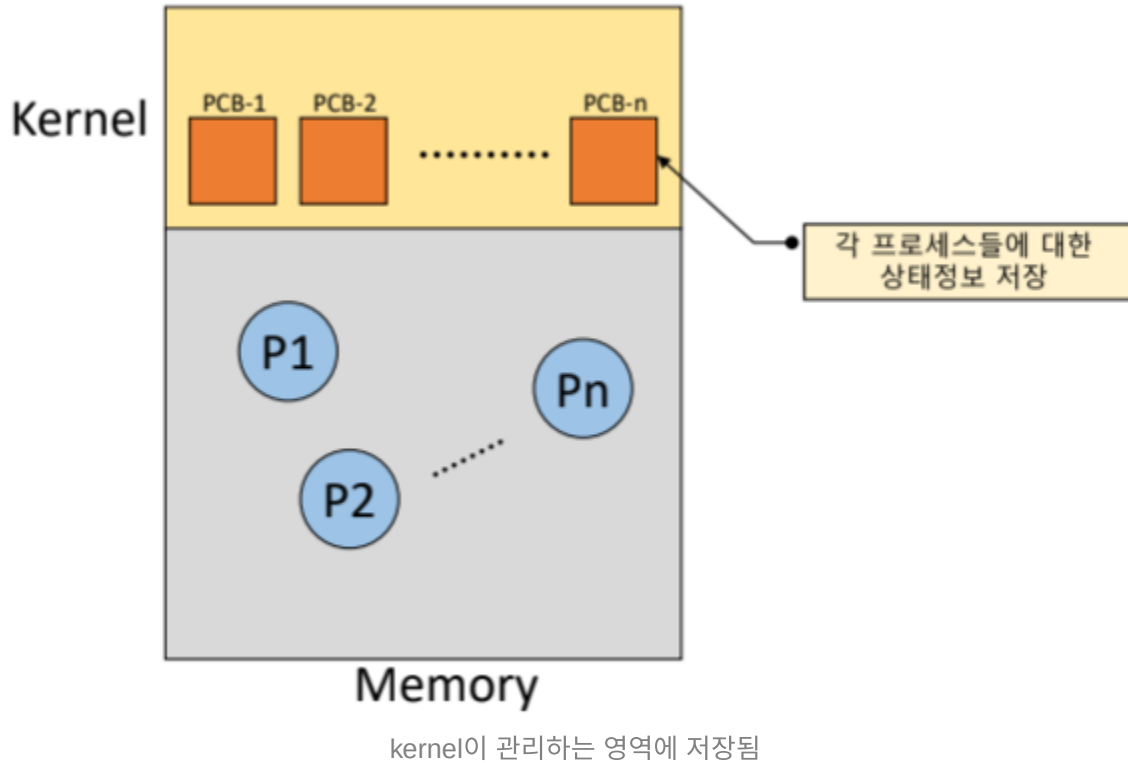 Kernel
PCB-1
PCB-2
PCB-n
각 프로세스들에 대한
상태정보 저장
P1
Pn
P2
Memory
kernel이 관리하는 영역에 저장됨